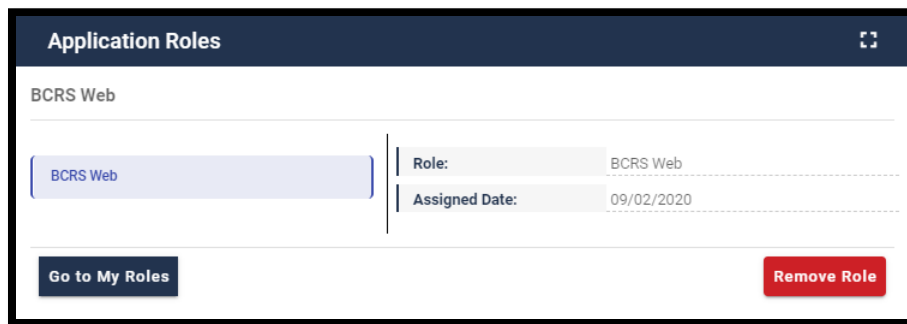 Application Roles
BCRS Web
BCRS Web
Role: BCRS Web
Assigned Date: 09/02/2020
Go to My Roles
Remove Role